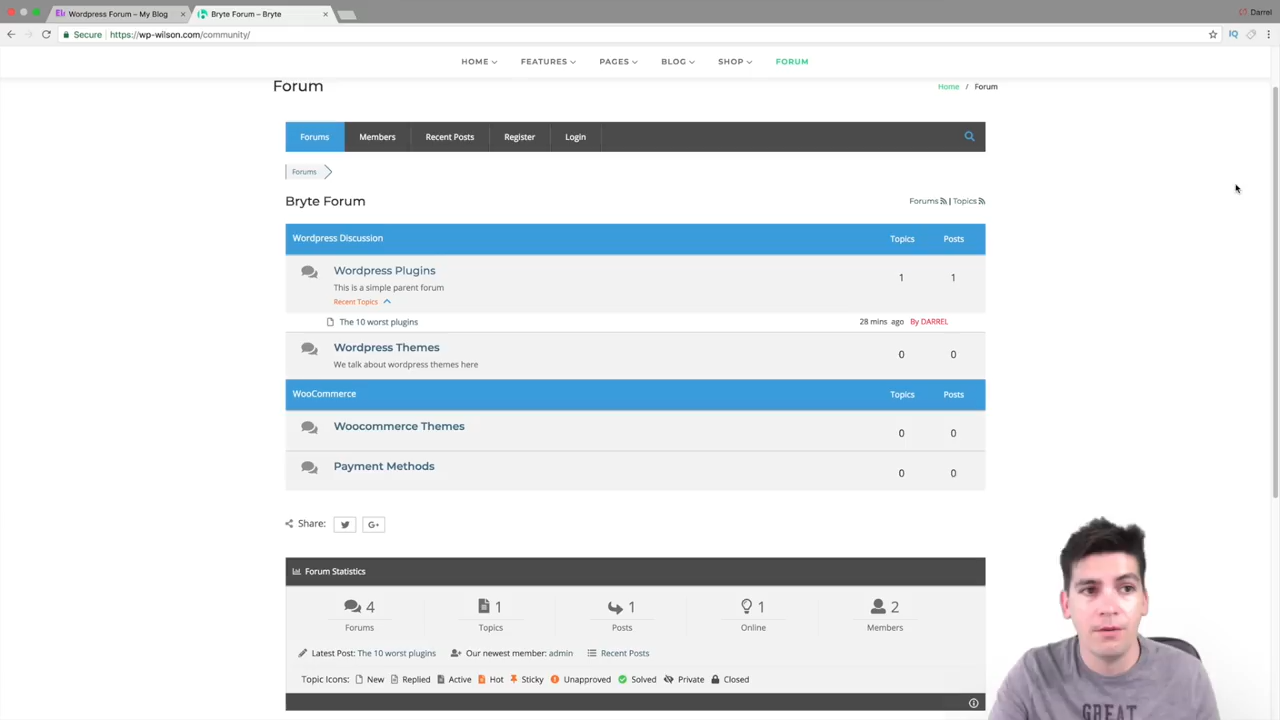 Wordpress Forum – My Blog
Bryte Forum – Bryte
Darrel
Secure https://wp-wilson.com/community/
HOME FEATURES PAGES BLOG SHOP FORUM
Forum
Home / Forum
Forums Members Recent Posts Register Login
Forums
Bryte Forum
Forums | Topics
Wordpress Discussion Topics Posts
Wordpress Plugins
1 1
This is a simple parent forum
Recent Topics
The 10 worst plugins 28 mins ago By DARREL
Wordpress Themes
0 0
We talk about wordpress themes here
WooCommerce Topics Posts
Woocommerce Themes
0 0
Payment Methods
0 0
Share: G+
Forum Statistics
4 1 1 1 2
Forums Topics Posts Online Members
Latest Post: The 10 worst plugins Our newest member: admin Recent Posts
Topic Icons: New Replied Active Hot Sticky Unapproved Solved Private Closed
GREAT